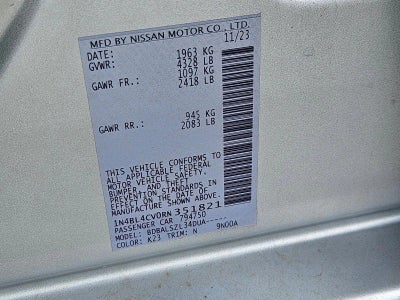 MFD BY NISSAN MOTOR CO., LTD.
DATE: 11/23
GVWR: 1963 KG
4328 LB
GAWR FR.: 1097 KG
2418 LB
GAWR RR.: 945 KG
2083 LB
THIS VEHICLE CONFORMS TO
ALL APPLICABLE FEDERAL
MOTOR VEHICLE SAFETY,
BUMPER, AND THEFT
PREVENTION STANDARDS IN
EFFECT ON THE DATE OF
MANUFACTURE SHOWN ABOVE.
1N4BL4CV0RN351821
PASSENGER CAR /94750
MODEL: BDBALSZL34DUA-----
COLOR: K23 TRIM: N 9N00A